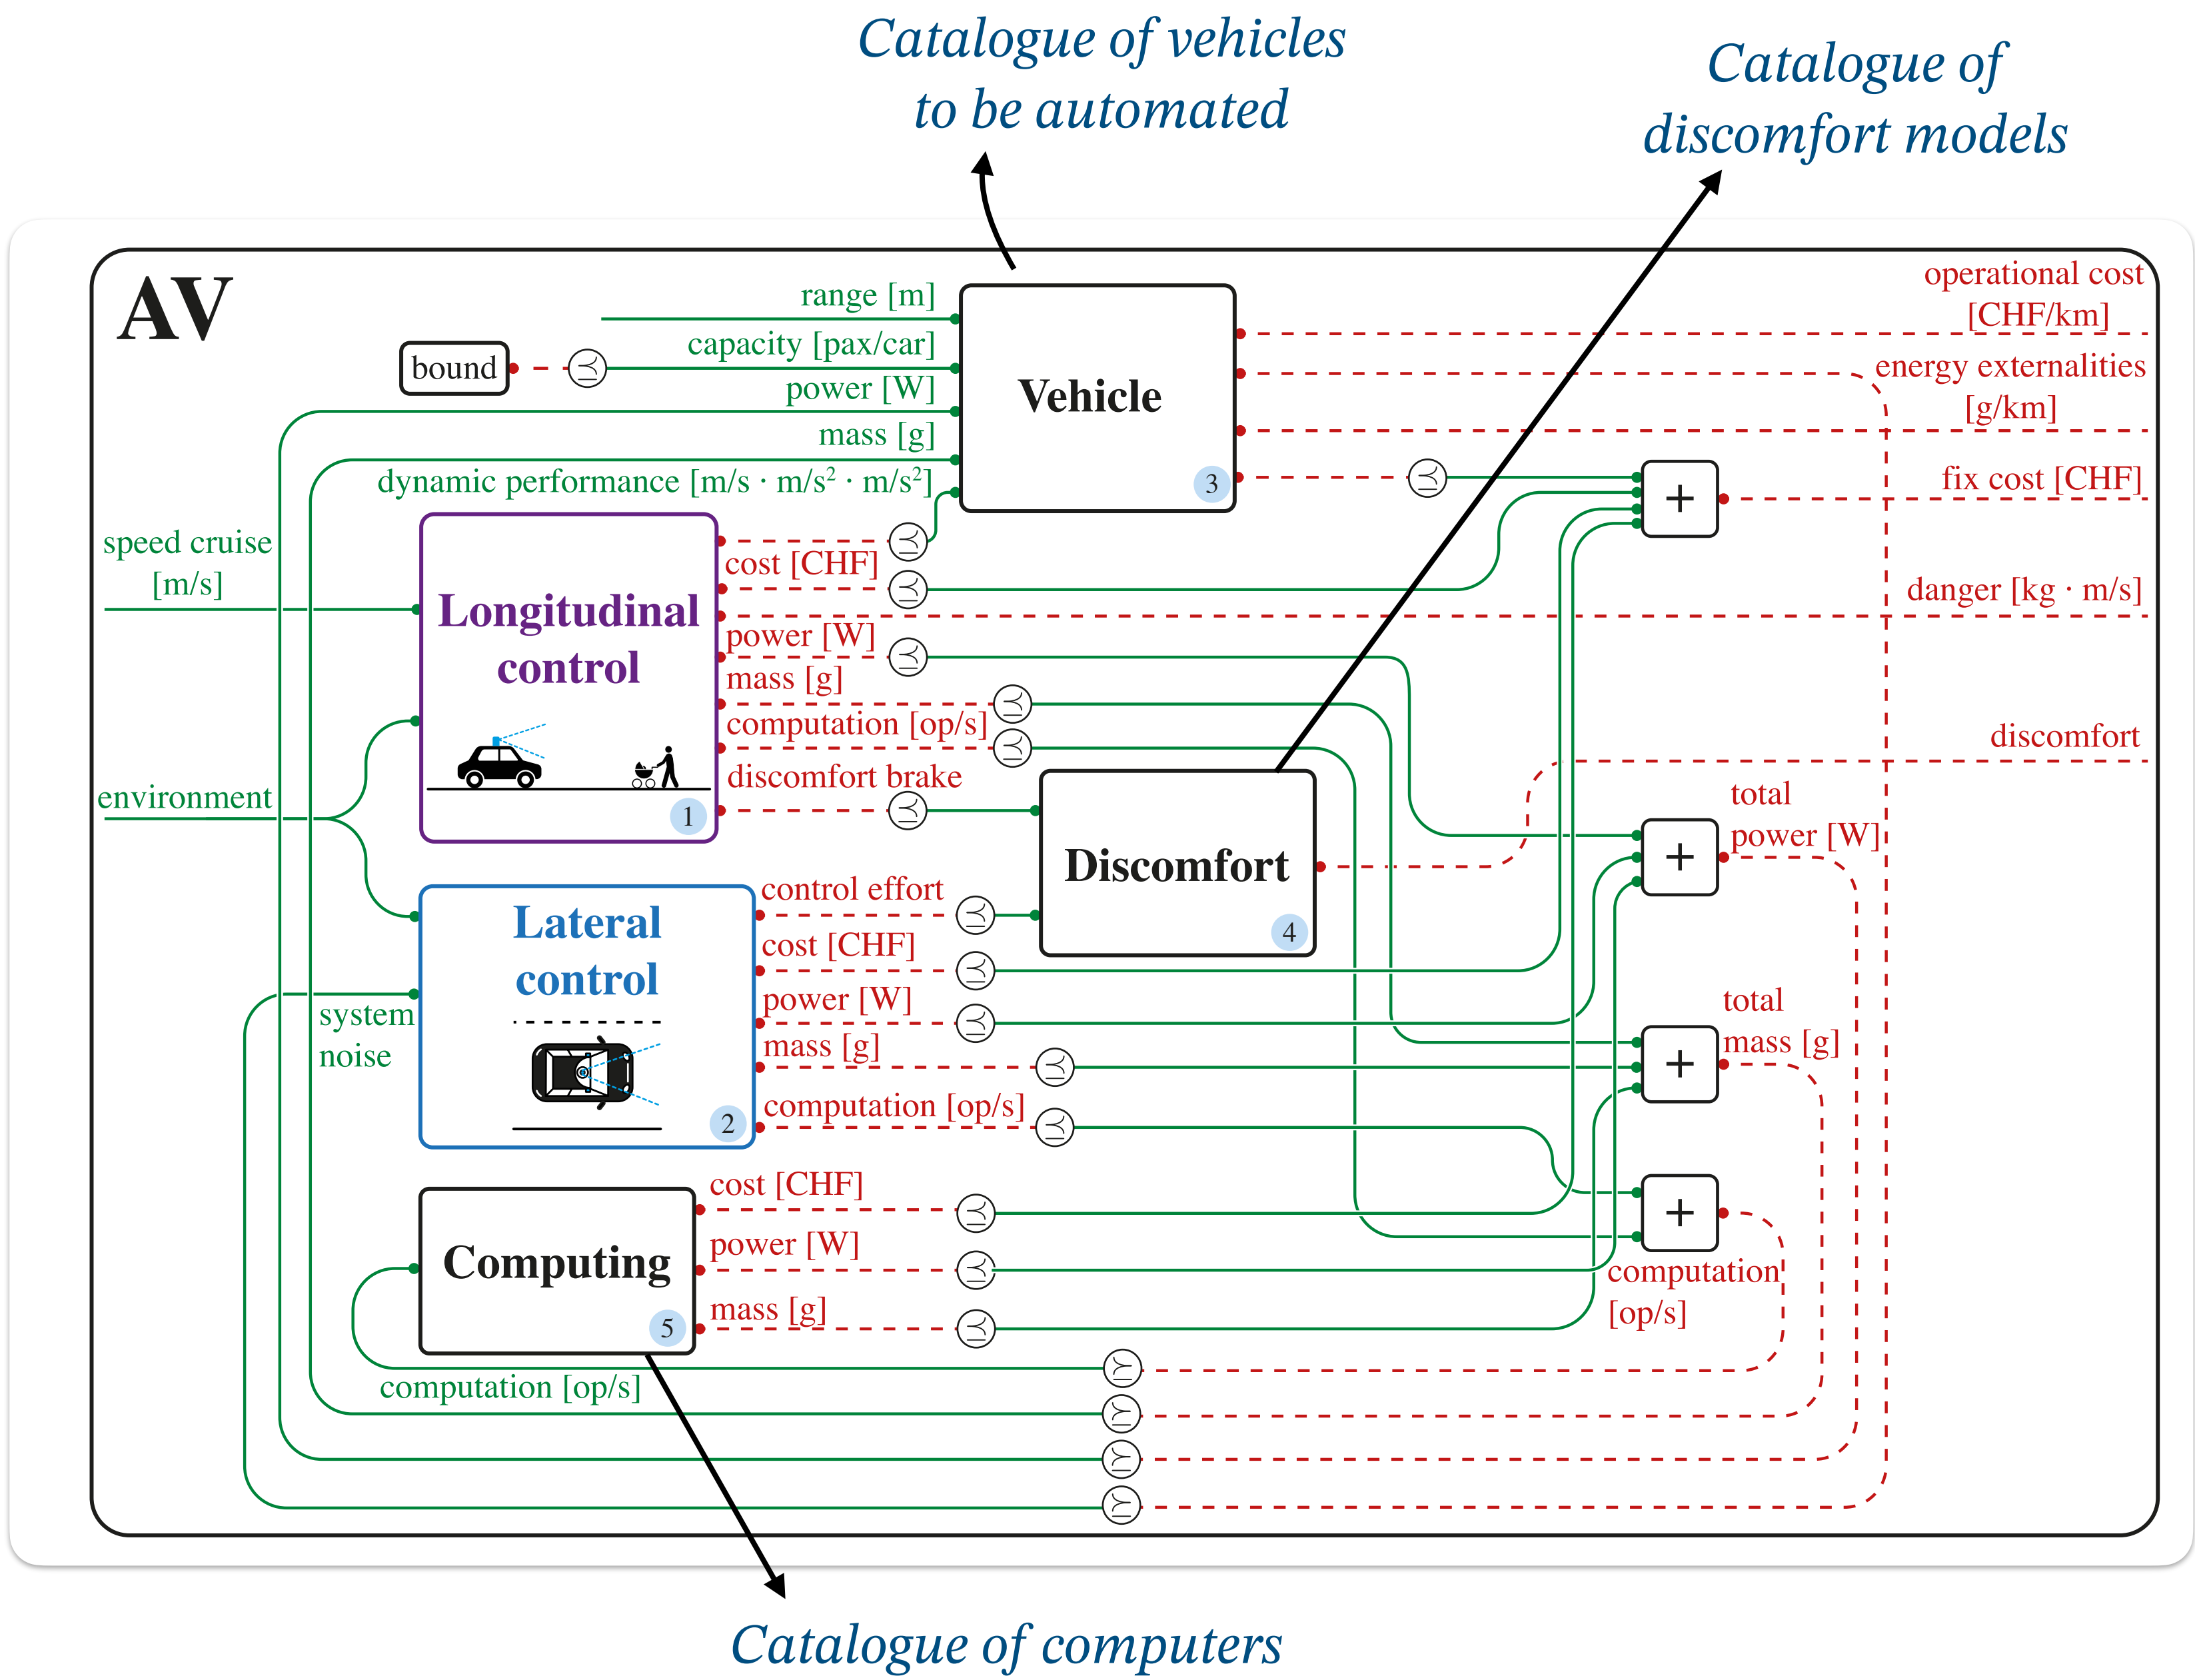 Catalogue of vehicles
to be automated
Catalogue of
discomfort models
AV
range [m]
capacity [pax/car]
bound
⪯
power [W]
mass [g]
dynamic performance [m/s · m/s² · m/s²]
Vehicle
3
operational cost
[CHF/km]
energy externalities
[g/km]
⪯
+
fix cost [CHF]
speed cruise
[m/s]
environment
Longitudinal
control
1
⪯
cost [CHF]
⪯
danger [kg · m/s]
power [W]
⪯
mass [g]
⪯
computation [op/s]
⪯
discomfort brake
⪯
Discomfort
4
discomfort
total
power [W]
+
system
noise
Lateral
control
2
control effort
⪯
cost [CHF]
⪯
power [W]
⪯
mass [g]
⪯
computation [op/s]
⪯
total
mass [g]
+
Computing
5
cost [CHF]
⪯
power [W]
⪯
mass [g]
⪯
+
computation
[op/s]
computation [op/s]
⪰
⪰
⪰
⪰
Catalogue of computers